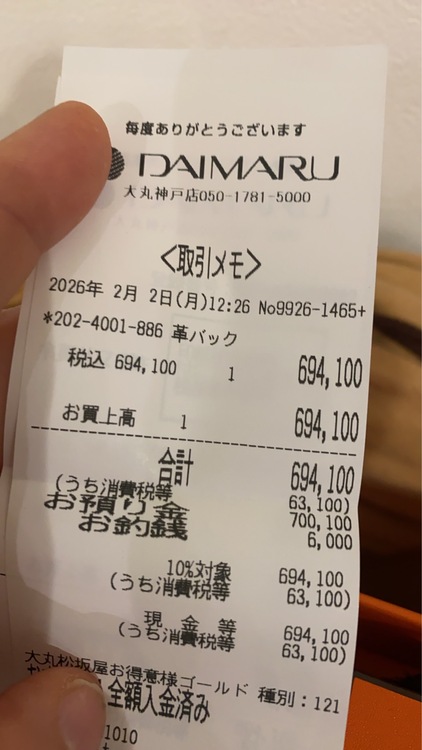 毎度ありがとうございます
DAIMARU
大丸神戸店050-1781-5000
<取引メモ>
2026年 2月 2日(月)12:26 No9926-1465+
*202-4001-886 革バック
税込 694,100 1 694,100
お買上高 1 694,100
合計 694,100
(うち消費税等 63,100)
お預り金 700,100
お釣銭 6,000
10%対象 694,100
(うち消費税等 63,100)
現 金 等 694,100
(うち消費税等 63,100)
大丸松坂屋お得意様ゴールド 種別:121
全額入金済み
1010